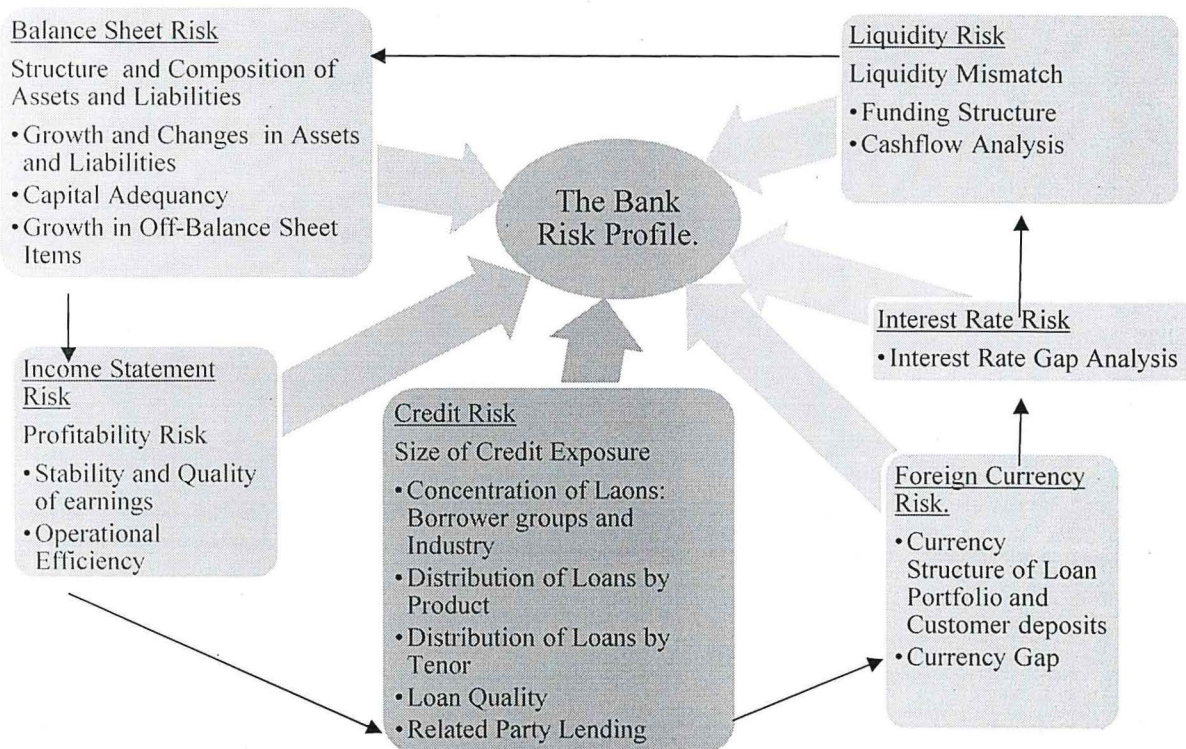 Balance Sheet Risk
Structure and Composition of
Assets and Liabilities
•Growth and Changes in Assets
and Liabilities
•Capital Adequancy
•Growth in Off-Balance Sheet
Items
Liquidity Risk
Liquidity Mismatch
•Funding Structure
•Cashflow Analysis
The Bank
Risk Profile.
Interest Rate Risk
•Interest Rate Gap Analysis
Income Statement
Risk
Profitability Risk
•Stability and Quality
of earnings
•Operational
Efficiency
Credit Risk
Size of Credit Exposure
•Concentration of Laons:
Borrower groups and
Industry
•Distribution of Loans by
Product
•Distribution of Loans by
Tenor
•Loan Quality
•Related Party Lending
Foreign Currency
Risk.
•Currency
Structure of Loan
Portfolio and
Customer deposits
•Currency Gap